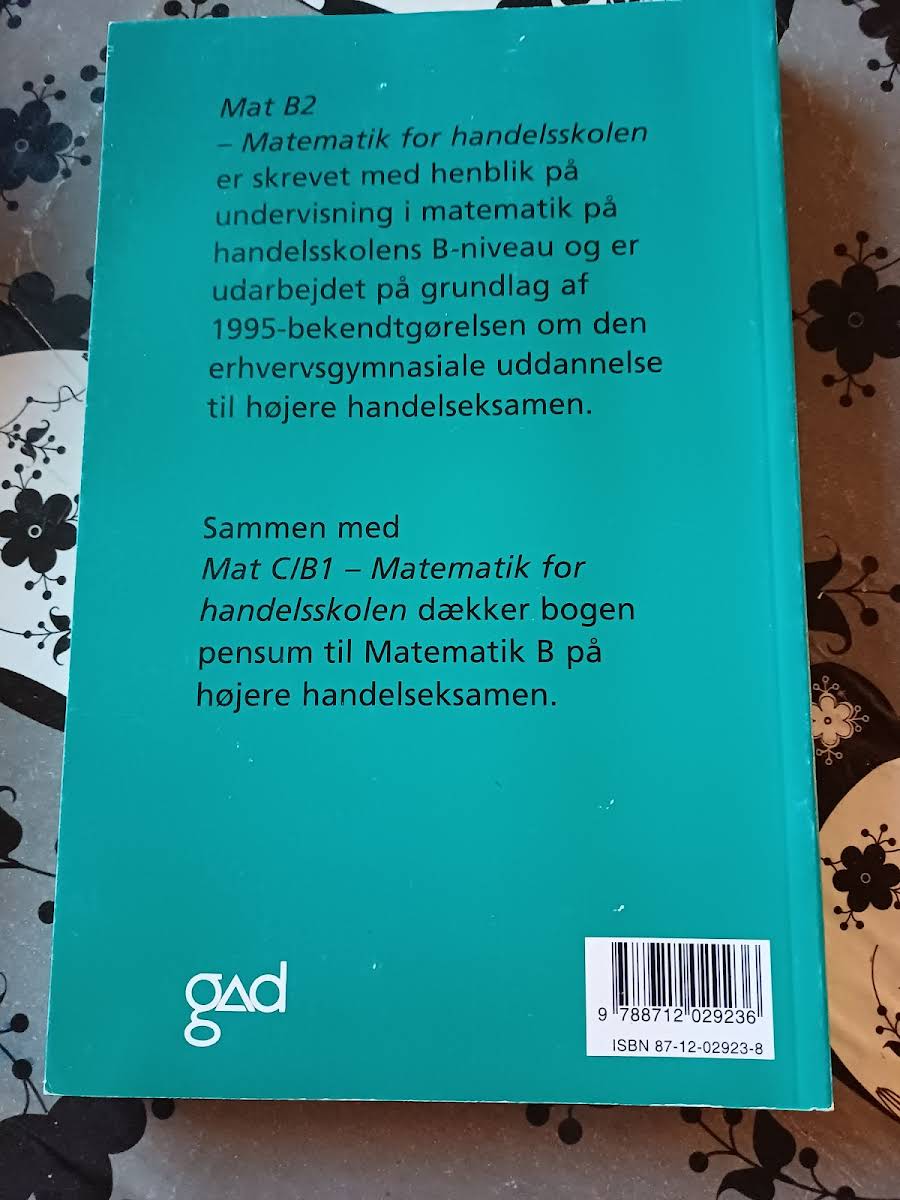 Mat B2
– Matematik for handelsskolen
er skrevet med henblik på
undervisning i matematik på
handelsskolens B-niveau og er
udarbejdet på grundlag af
1995-bekendtgørelsen om den
erhvervsgymnasiale uddannelse
til højere handelseksamen.
Sammen med
Mat C/B1 – Matematik for
handelsskolen dækker bogen
pensum til Matematik B på
højere handelseksamen.
gad
9 788712 029236
ISBN 87-12-02923-8